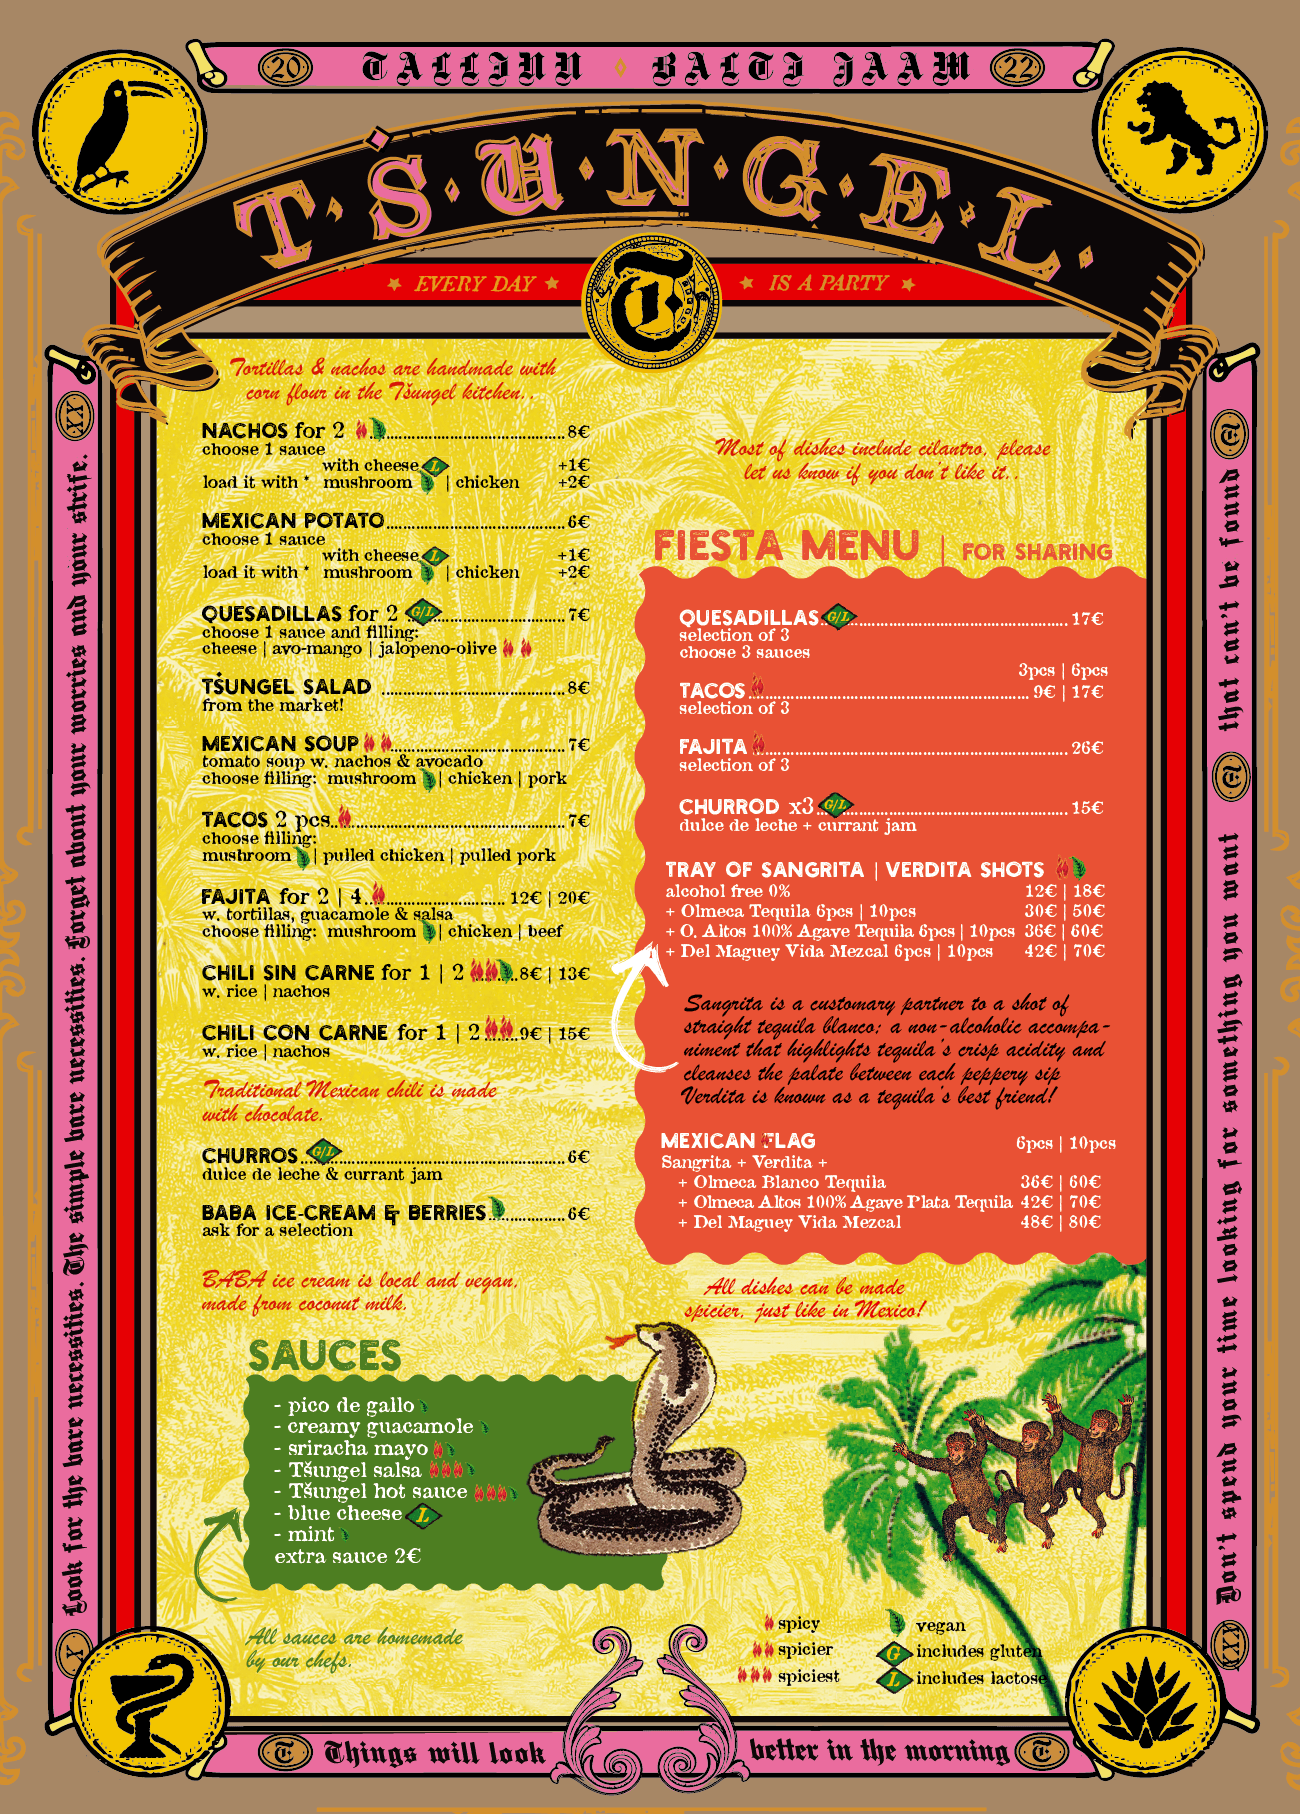 20 TALLINN BALTI JAAM 22
T·Š·U·N·G·E·L·
EVERY DAY
IS A PARTY
T
Tortillas & nachos are handmade with
corn flour in the Tšungel kitchen..
NACHOS for 2 ........ 8€
choose 1 sauce
with cheese L +1€
load it with * mushroom | chicken +2€
MEXICAN POTATO ........ 6€
choose 1 sauce
with cheese L +1€
load it with * mushroom | chicken +2€
QUESADILLAS for 2 G/L ........ 7€
choose 1 sauce and filling:
cheese | avo-mango | jalopeno-olive
TŠUNGEL SALAD ........ 8€
from the market!
MEXICAN SOUP ........ 7€
tomato soup w. nachos & avocado
choose filling: mushroom | chicken | pork
TACOS 2 pcs ........ 7€
choose filling:
mushroom | pulled chicken | pulled pork
FAJITA for 2 | 4 ........ 12€ | 20€
w. tortillas, guacamole & salsa
choose filling: mushroom | chicken | beef
CHILI SIN CARNE for 1 | 2 ..... 8€ | 13€
w. rice | nachos
CHILI CON CARNE for 1 | 2 ..... 9€ | 15€
w. rice | nachos
Traditional Mexican chili is made
with chocolate.
CHURROS G/L ........ 6€
dulce de leche & currant jam
BABA ICE-CREAM & BERRIES ........ 6€
ask for a selection
BABA ice cream is local and vegan,
made from coconut milk.
SAUCES
- pico de gallo
- creamy guacamole
- sriracha mayo
- Tšungel salsa
- Tšungel hot sauce
- blue cheese L
- mint
extra sauce 2€
All sauces are homemade
by our chefs.
Most of dishes include cilantro, please
let us know if you don't like it..
FIESTA MENU | FOR SHARING
QUESADILLAS G/L ........ 17€
selection of 3
choose 3 sauces
3pcs | 6pcs
TACOS ........ 9€ | 17€
selection of 3
FAJITA ........ 26€
selection of 3
CHURROD x3 G/L ........ 15€
dulce de leche + currant jam
TRAY OF SANGRITA | VERDITA SHOTS
alcohol free 0% 12€ | 18€
+ Olmeca Tequila 6pcs | 10pcs 30€ | 50€
+ O. Altos 100% Agave Tequila 6pcs | 10pcs 36€ | 60€
+ Del Maguey Vida Mezcal 6pcs | 10pcs 42€ | 70€
Sangrita is a customary partner to a shot of
straight tequila blanco; a non-alcoholic accompa-
niment that highlights tequila's crisp acidity and
cleanses the palate between each peppery sip
Verdita is known as a tequila's best friend!
MEXICAN FLAG 6pcs | 10pcs
Sangrita + Verdita +
+ Olmeca Blanco Tequila 36€ | 60€
+ Olmeca Altos 100% Agave Plata Tequila 42€ | 70€
+ Del Maguey Vida Mezcal 48€ | 80€
All dishes can be made
spicier, just like in Mexico!
spicy
spicier
spiciest
vegan
G includes gluten
L includes lactose
X Look for the bare necessities. The simple bare necessities. Forget about your worries and your strife. XX
XXX Don't spend your time looking for something you want T that can't be found T
T Things will look better in the morning T